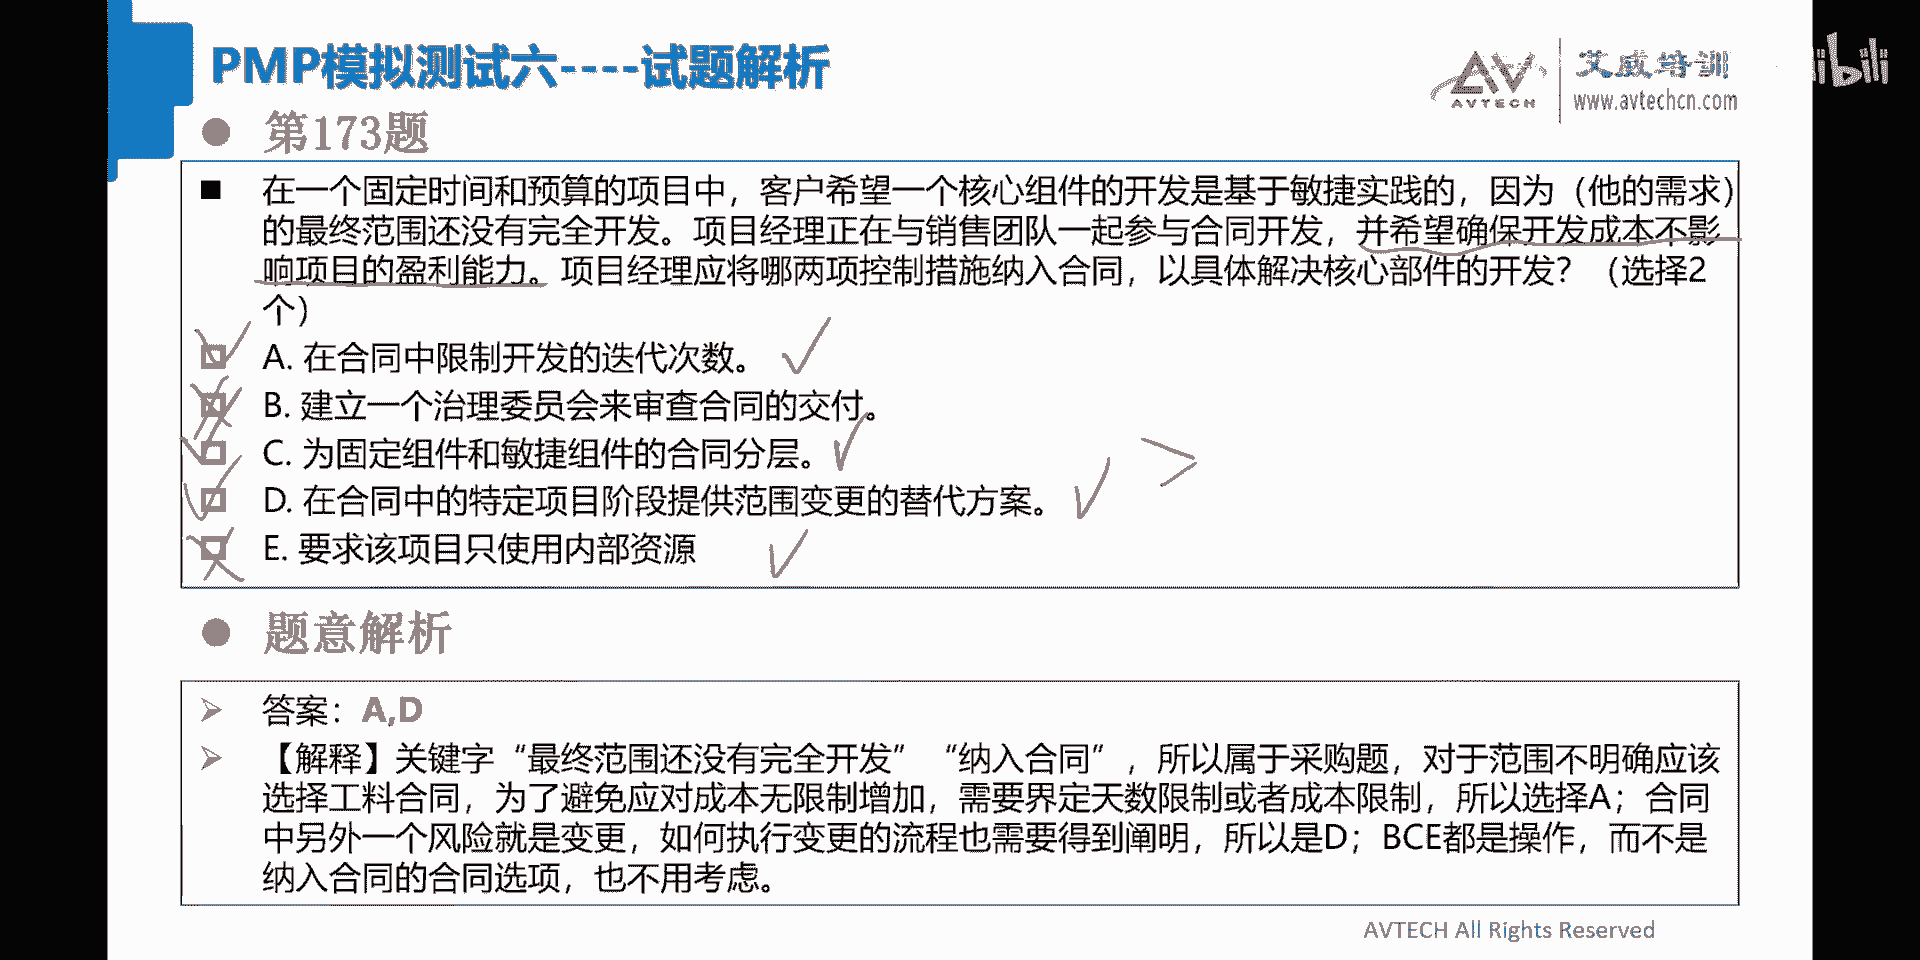 PMP模拟测试六----试题解析
AV
AVTECH
艾威培训
www.avtechcn.com
libili
第173题
在一个固定时间和预算的项目中，客户希望一个核心组件的开发是基于敏捷实践的，因为（他的需求）
的最终范围还没有完全开发。项目经理正在与销售团队一起参与合同开发，并希望确保开发成本不影
响项目的盈利能力。项目经理应将哪两项控制措施纳入合同，以具体解决核心部件的开发？（选择2
个）
A. 在合同中限制开发的迭代次数。
B. 建立一个治理委员会来审查合同的交付。
C. 为固定组件和敏捷组件的合同分层。
D. 在合同中的特定项目阶段提供范围变更的替代方案。
E. 要求该项目只使用内部资源
题意解析
答案：A,D
【解释】关键字“最终范围还没有完全开发”“纳入合同”，所以属于采购题，对于范围不明确应该
选择工料合同，为了避免应对成本无限制增加，需要界定天数限制或者成本限制，所以选择A；合同
中另外一个风险就是变更，如何执行变更的流程也需要得到阐明，所以是D；BCE都是操作，而不是
纳入合同的合同选项，也不用考虑。
AVTECH All Rights Reserved